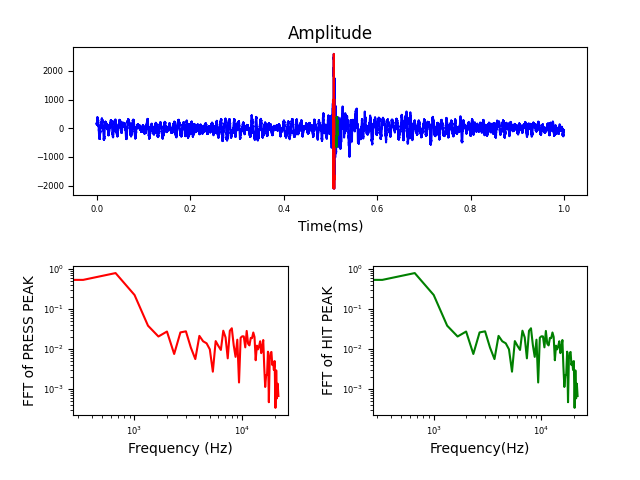 Amplitude
2000
1000
0
−1000
−2000
0.0 0.2 0.4 0.6 0.8 1.0
Time(ms)
FFT of PRESS PEAK
10⁰
10⁻¹
10⁻²
10⁻³
10³ 10⁴
Frequency (Hz)
FFT of HIT PEAK
10⁰
10⁻¹
10⁻²
10⁻³
10³ 10⁴
Frequency(Hz)